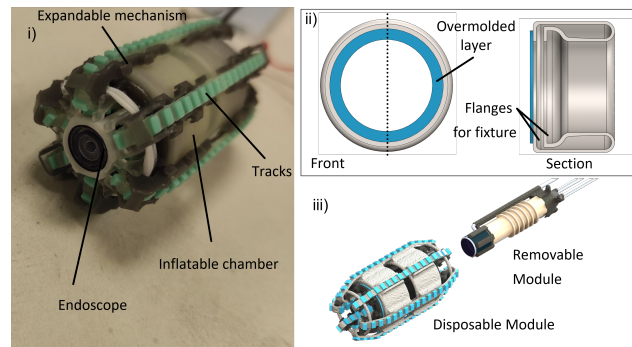 i)
Expandable mechanism
Tracks
Inflatable chamber
Endoscope
ii)
Overmolded
layer
Flanges
for fixture
Front
Section
iii)
Removable
Module
Disposable Module